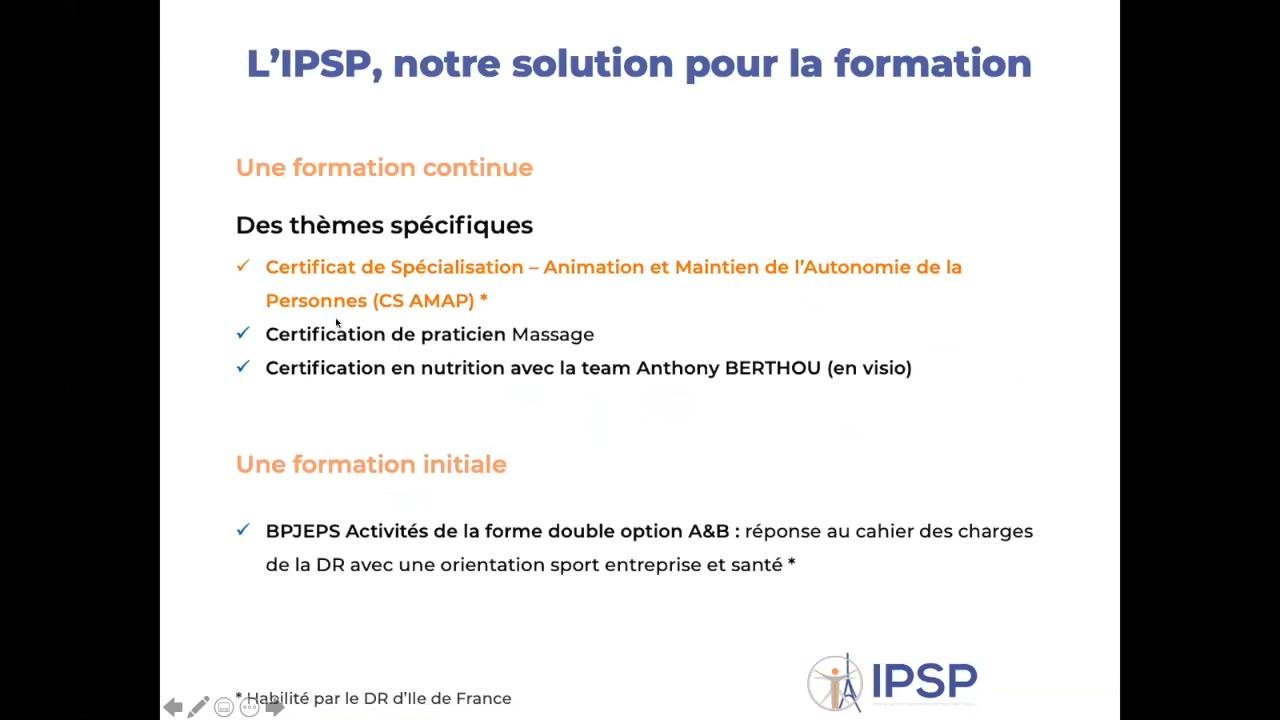 L’IPSP, notre solution pour la formation
Une formation continue
Des thèmes spécifiques
✓ Certificat de Spécialisation – Animation et Maintien de l’Autonomie de la
Personnes (CS AMAP) *
✓ Certification de praticien Massage
✓ Certification en nutrition avec la team Anthony BERTHOU (en visio)
Une formation initiale
✓ BPJEPS Activités de la forme double option A&B : réponse au cahier des charges
de la DR avec une orientation sport entreprise et santé *
* Habilité par le DR d’Ile de France
IPSP